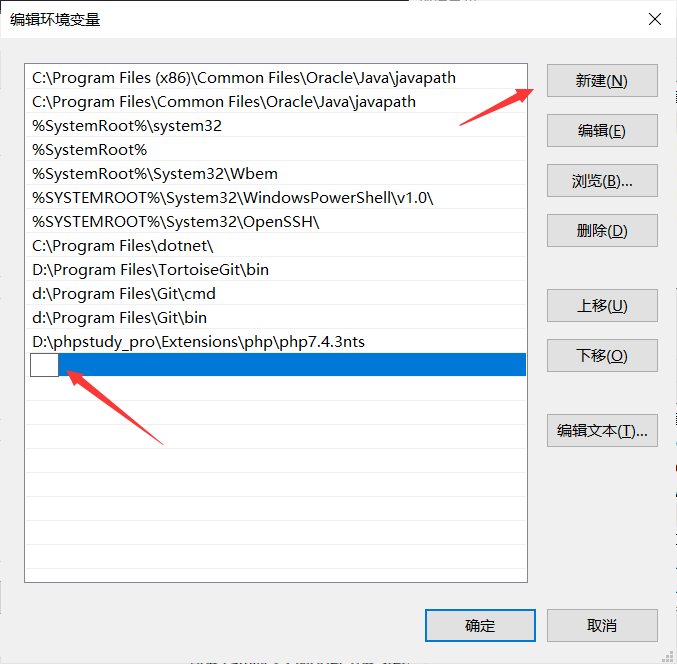 编辑环境变量
C:\Program Files (x86)\Common Files\Oracle\Java\javapath
C:\Program Files\Common Files\Oracle\Java\javapath
%SystemRoot%\system32
%SystemRoot%
%SystemRoot%\System32\Wbem
%SYSTEMROOT%\System32\WindowsPowerShell\v1.0\
%SYSTEMROOT%\System32\OpenSSH\
C:\Program Files\dotnet\
D:\Program Files\TortoiseGit\bin
d:\Program Files\Git\cmd
d:\Program Files\Git\bin
D:\phpstudy_pro\Extensions\php\php7.4.3nts
新建(N)
编辑(E)
浏览(B)...
删除(D)
上移(U)
下移(O)
编辑文本(T)...
确定
取消